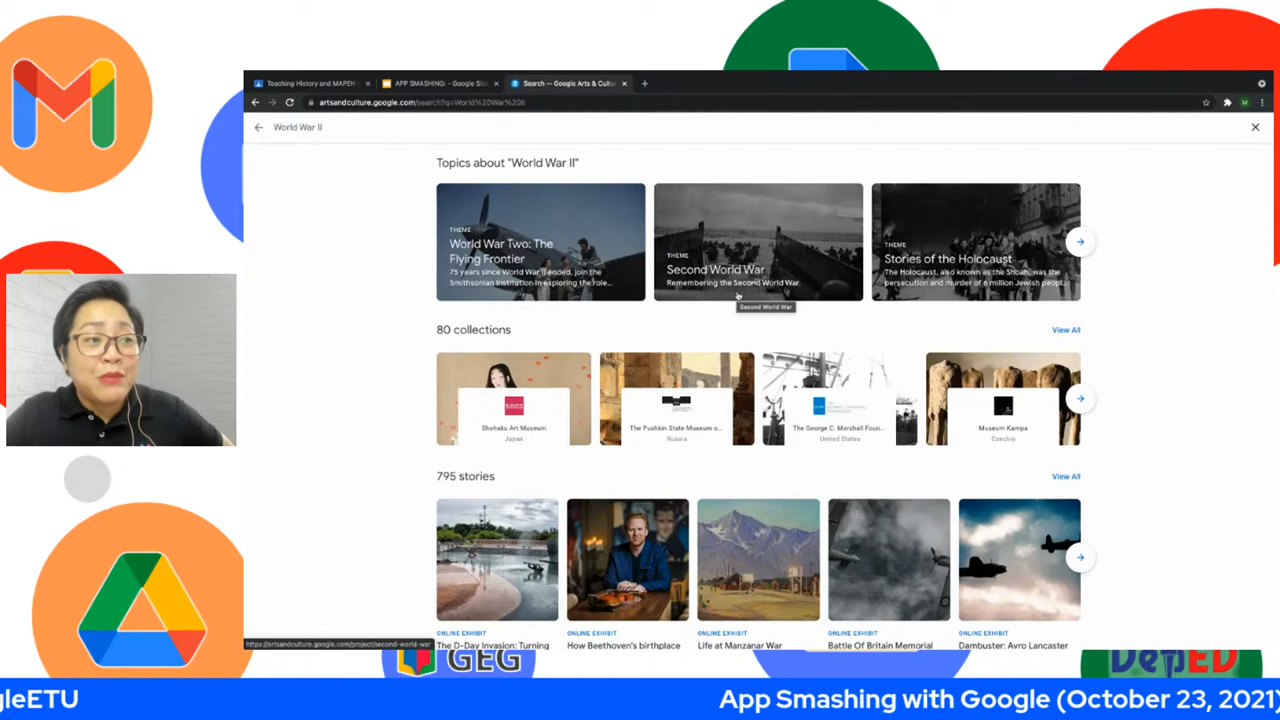 Teaching History and MAPEH
APP SMASHING: - Google Slid
Search — Google Arts & Cultu
artsandculture.google.com/search?q=World%20War%20II
World War II
Topics about "World War II"
THEME
World War Two: The
Flying Frontier
75 years since World War II ended, join the
Smithsonian Institution in exploring the role...
THEME
Second World War
Remembering the Second World War.
THEME
Stories of the Holocaust
The Holocaust, also known as the Shoah, was the
persecution and murder of 6 million Jewish peopl...
Second World War
80 collections
View All
Shohaku Art Museum
Japan
The Pushkin State Museum o...
Russia
The George C. Marshall Foun...
United States
Museum Kampa
Czechia
795 stories
View All
ONLINE EXHIBIT
The D-Day Invasion: Turning
ONLINE EXHIBIT
How Beethoven's birthplace
ONLINE EXHIBIT
Life at Manzanar War
ONLINE EXHIBIT
Battle Of Britain Memorial
ONLINE EXHIBIT
Dambuster: Avro Lancaster
https://artsandculture.google.com/project/second-world-war
GEG
DepED
gleETU
App Smashing with Google (October 23, 2021)